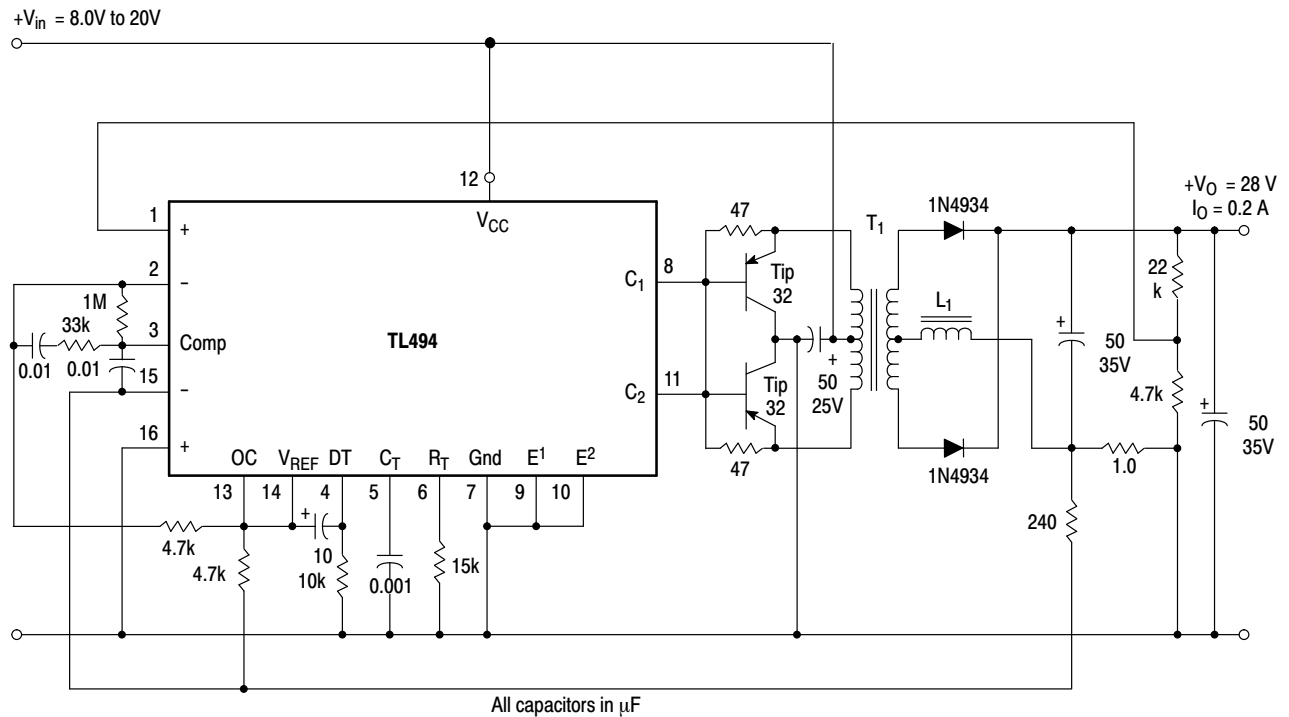 +Vin = 8.0V to 20V
12
VCC
1
+
2
−
1M
33k
3
Comp
0.01
0.01
15
−
16
+
TL494
OC
VREF
DT
CT
RT
Gnd
E1
E2
13
14
4
5
6
7
9
10
C1
8
C2
11
47
Tip
32
Tip
32
47
+
50
25V
T1
1N4934
L1
1N4934
+
50
35V
22
k
4.7k
1.0
240
+VO = 28 V
IO = 0.2 A
+
50
35V
4.7k
4.7k
+
10
10k
0.001
15k
All capacitors in μF